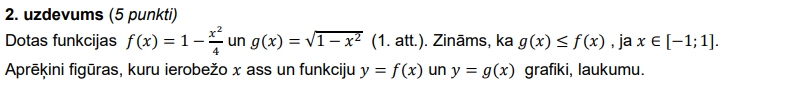 2. uzdevums (5 punkti)
Dotas funkcijas f(x) = 1 − x²/4 un g(x) = √(1 − x²) (1. att.). Zināms, ka g(x) ≤ f(x) , ja x ∈ [−1; 1].
Aprēķini figūras, kuru ierobežo x ass un funkciju y = f(x) un y = g(x) grafiki, laukumu.